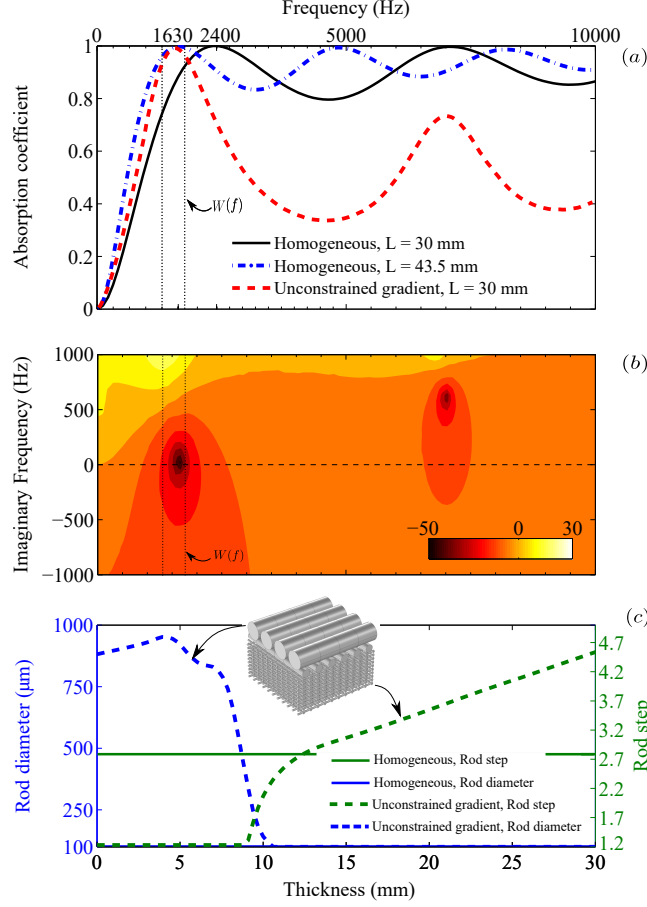 Frequency (Hz)
0 1630 2400 5000 10000
(a)
1
0.8
0.6
0.4
0.2
0
Absorption coefficient
W(f)
Homogeneous, L = 30 mm
Homogeneous, L = 43.5 mm
Unconstrained gradient, L = 30 mm
(b)
1000
500
0
−500
−1000
Imaginary Frequency (Hz)
−50 0 30
W(f)
(c)
1000
750
500
250
100
Rod diameter (µm)
4.7
3.7
2.7
2.2
1.7
1.2
Rod step
Homogeneous, Rod step
Homogeneous, Rod diameter
Unconstrained gradient, Rod step
Unconstrained gradient, Rod diameter
0 5 10 15 20 25 30
Thickness (mm)